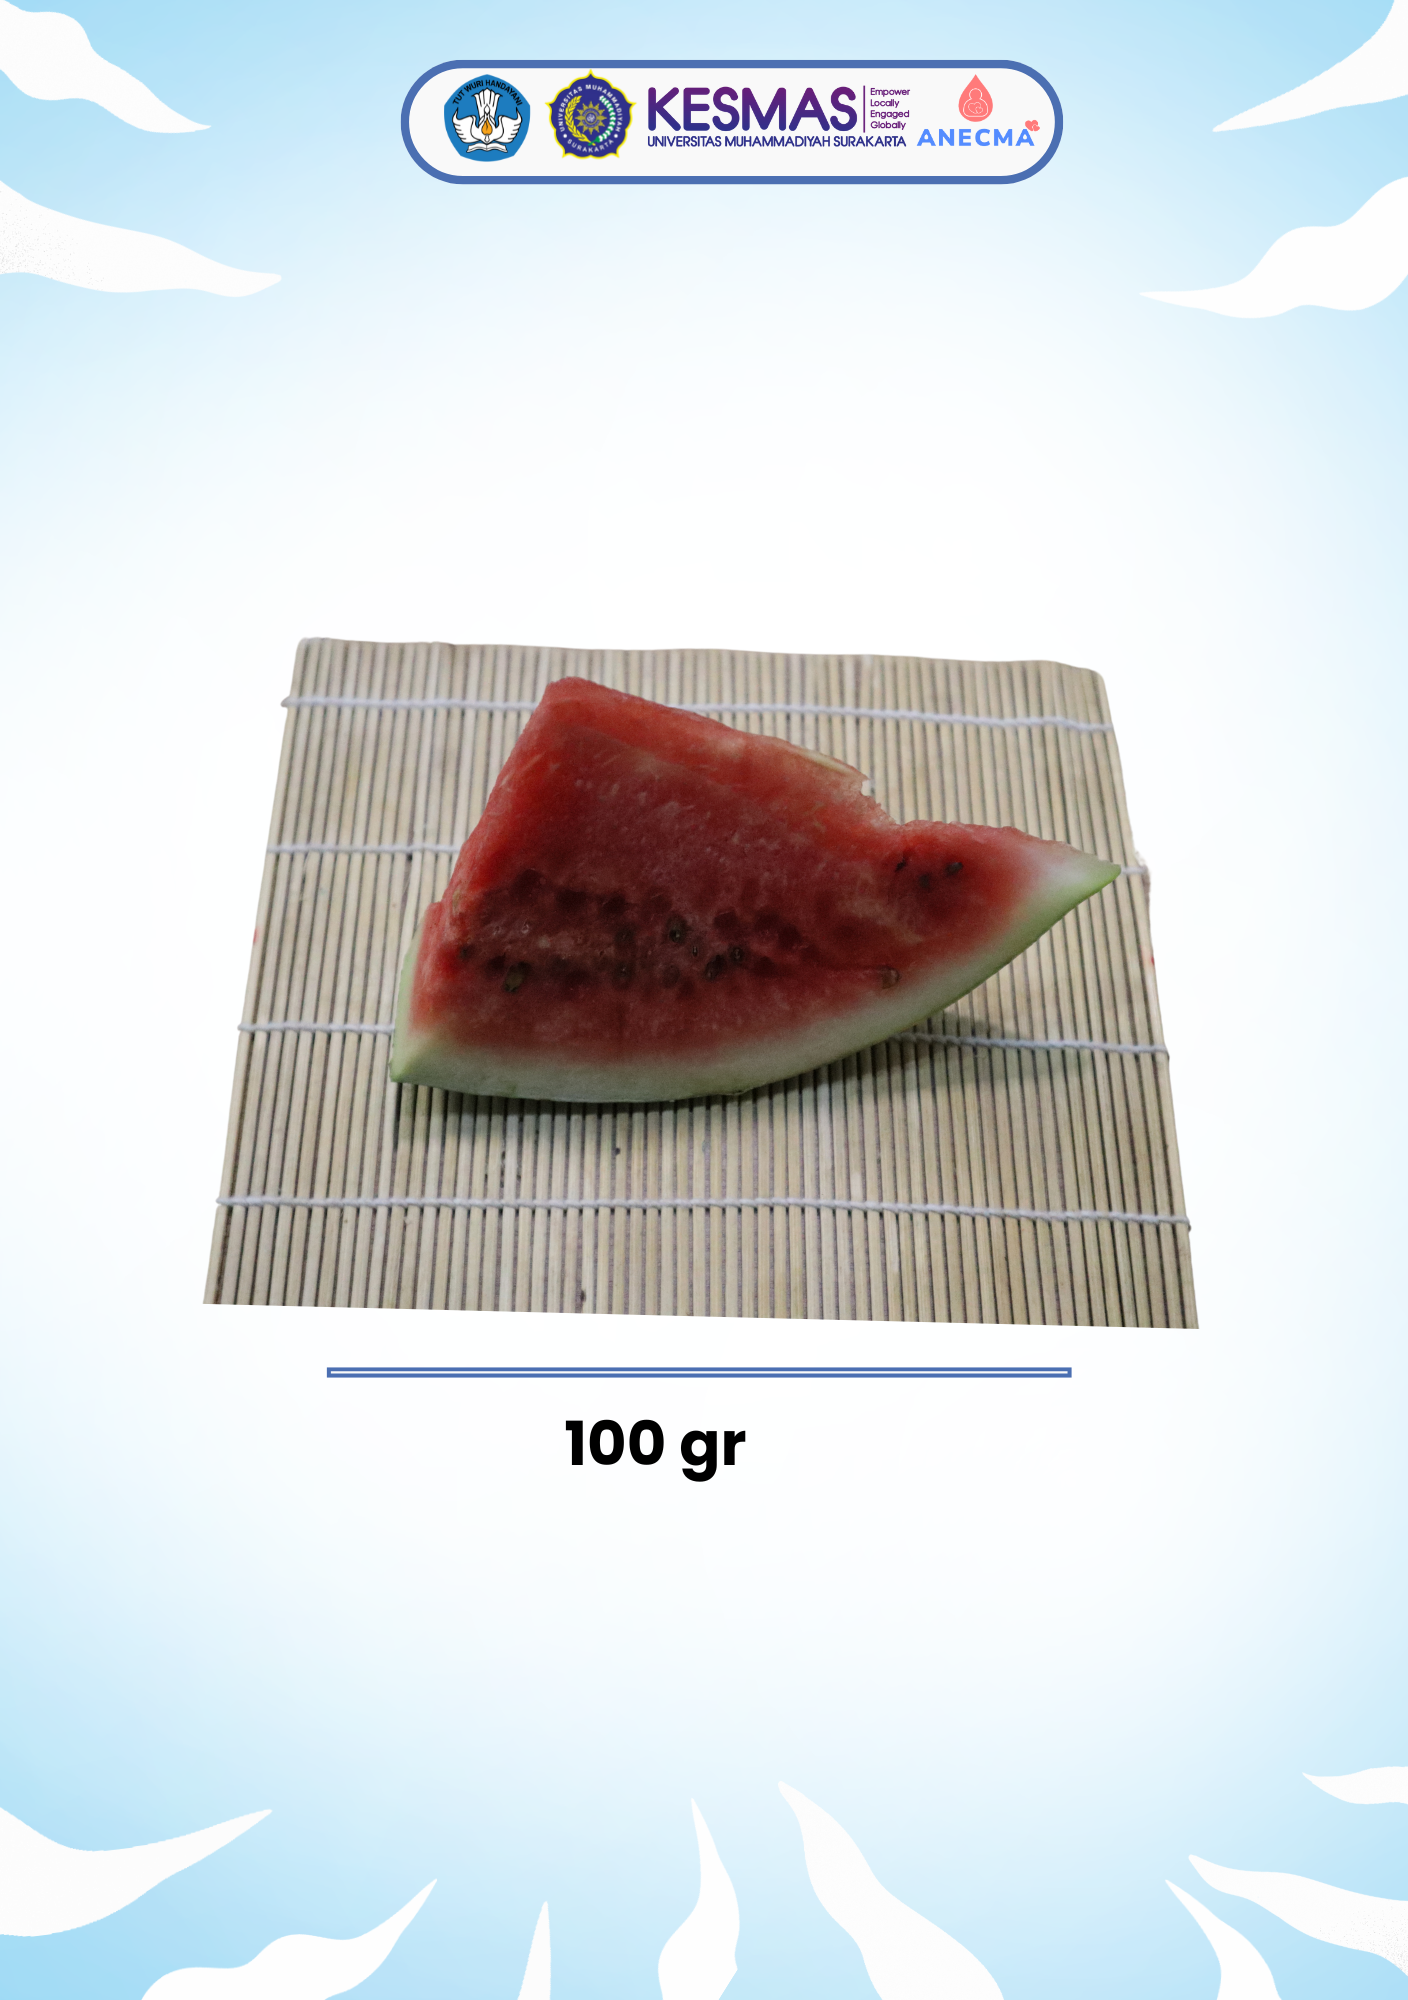 TUT WURI HANDAYANI
UNIVERSITAS MUHAMMADIYAH
SURAKARTA
KESMAS
Empower
Locally
Engaged
Globally
UNIVERSITAS MUHAMMADIYAH SURAKARTA
ANECMA
100 gr